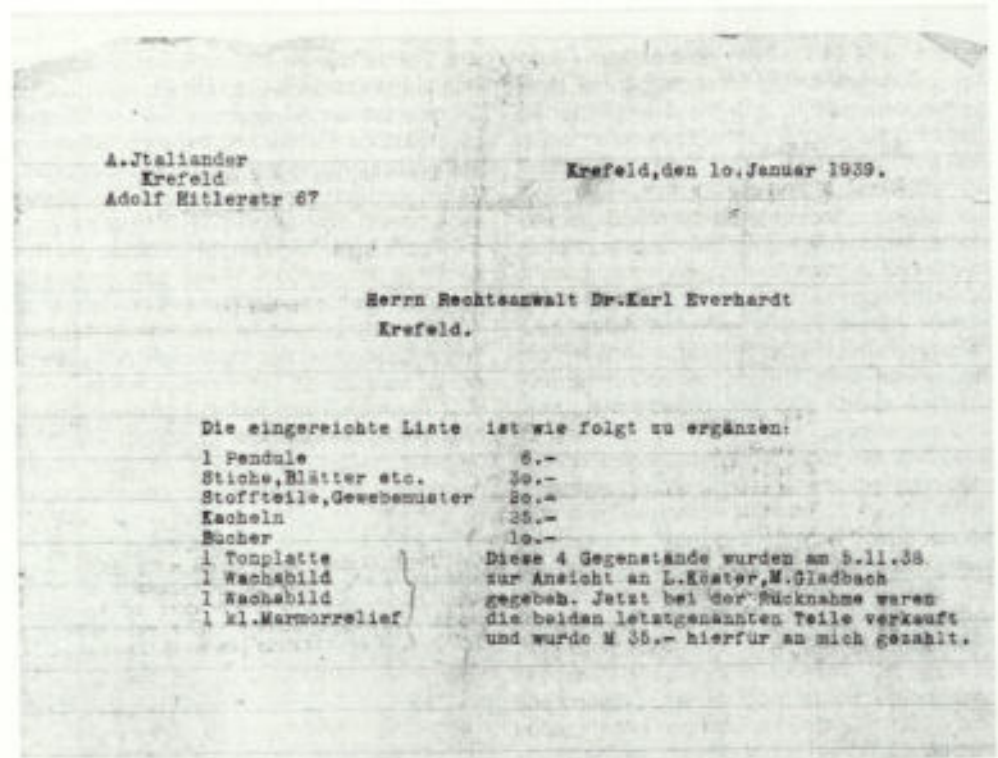 A.Jtaliander
Krefeld
Adolf Hitlerstr 67
Krefeld,den 1o.Januar 1939.
Herrn Rechtsanwalt Dr.Karl Everhardt
Krefeld.
Die eingereichte Liste ist wie folgt zu ergänzen:
1 Pendule 6.-
Stiche,Blätter etc. 3o.-
Stoffteile,Gewebemuster 2o.-
Kacheln 25.-
Bücher 1o.-
1 Tonplatte Diese 4 Gegenstände wurden am 5.11.38
1 Wachsbild zur Ansicht an L.Köster,M.Gladbach
1 Wachsbild gegebeh. Jetzt bei der Rücknahme waren
1 kl.Marmorrelief die beiden letztgenannten Teile verkauft
und wurde M 35.- hierfür an mich gezahlt.